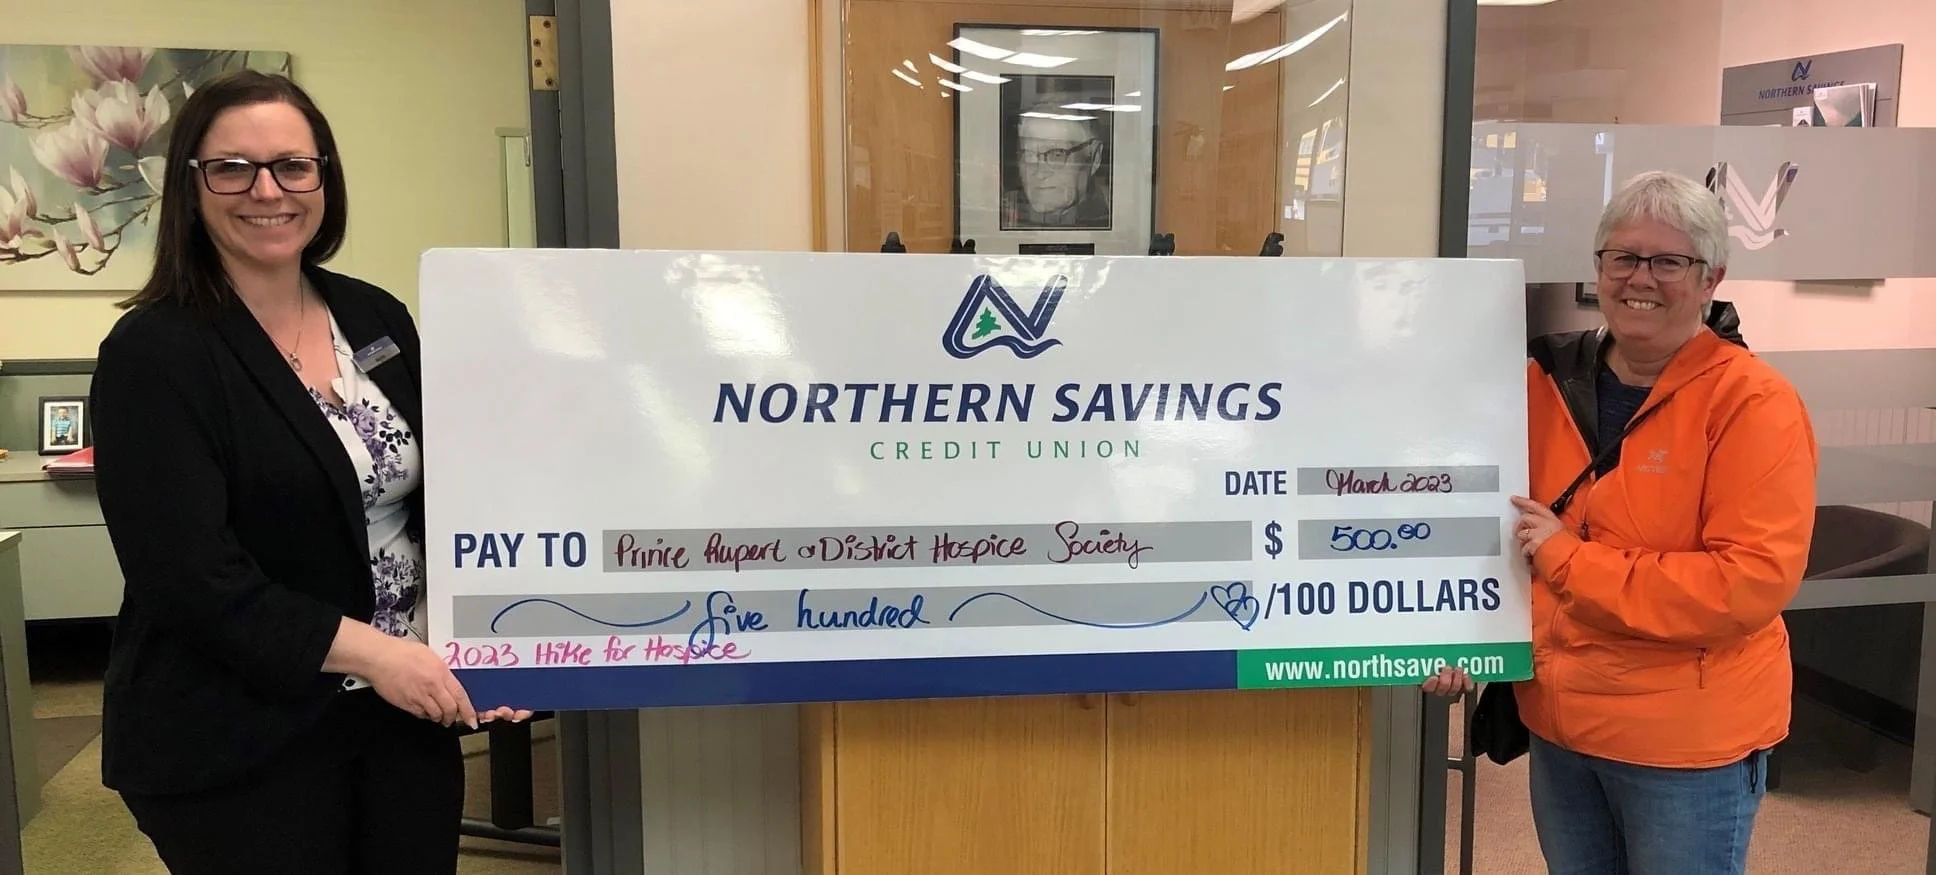 NORTHERN SAVINGS
CREDIT UNION
DATE March 2023
PAY TO Prince Rupert & District Hospice Society $ 500.00
five hundred /100 DOLLARS
2023 Hike for Hospice
www.northsave.com
NORTHERN SAVINGS